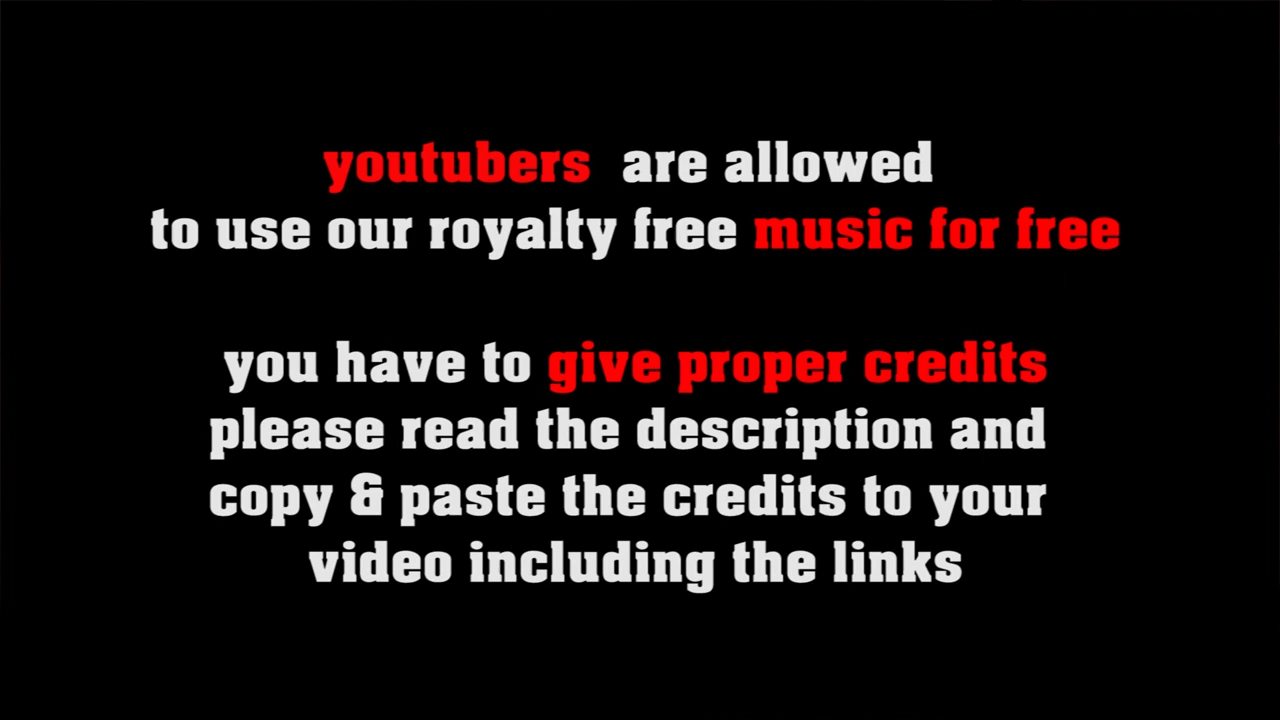 youtubers are allowed
to use our royalty free music for free
you have to give proper credits
please read the description and
copy & paste the credits to your
video including the links